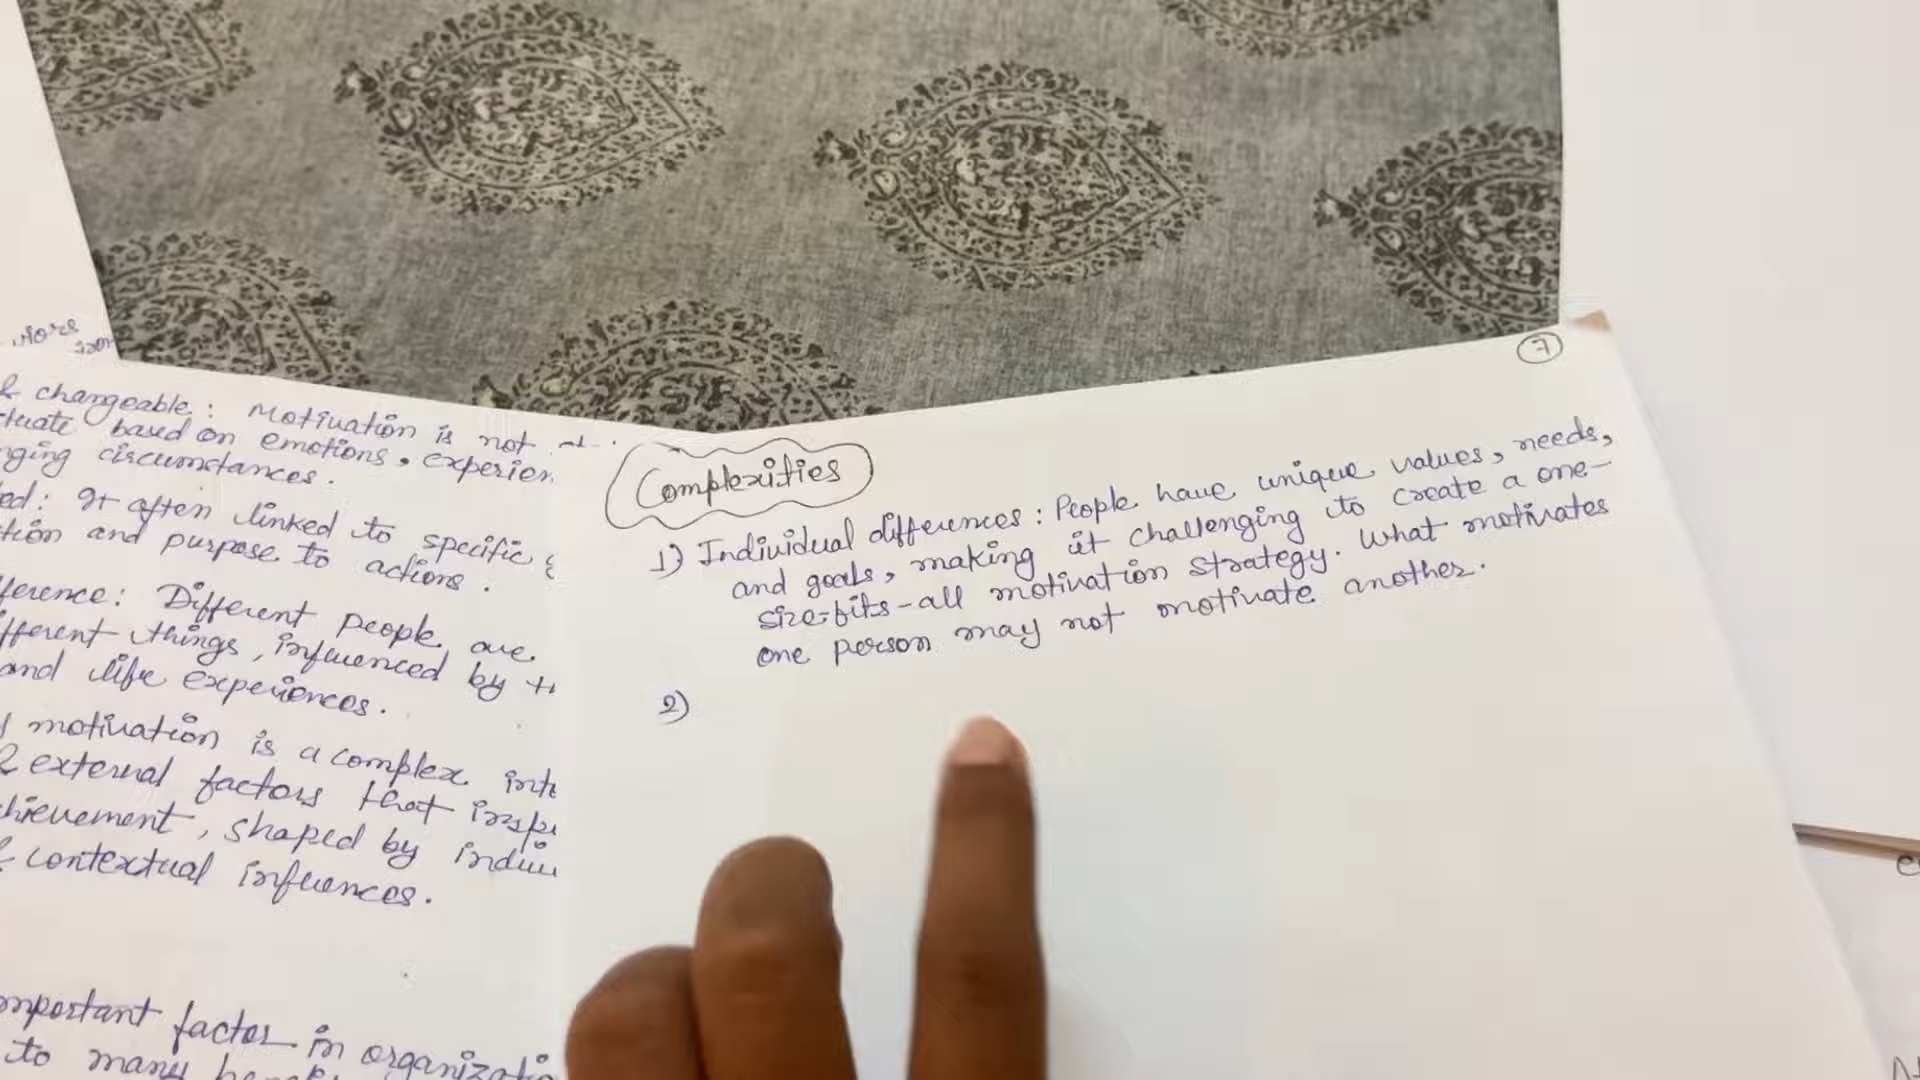 & changeable: Motivation is not
based on emotions, experien
circumstances.
It often linked to specific
and purpose to actions.
Different people are
things, influenced by
and life experiences.
motivation is a complex
& external factors that
shaped by
& contextual influences.
factor in organizatio
to many
7
Complexities
1) Individual differences: People have unique values, needs,
and goals, making it challenging to create a one-
size-fits-all motivation strategy. What motivates
one person may not motivate another.
2)